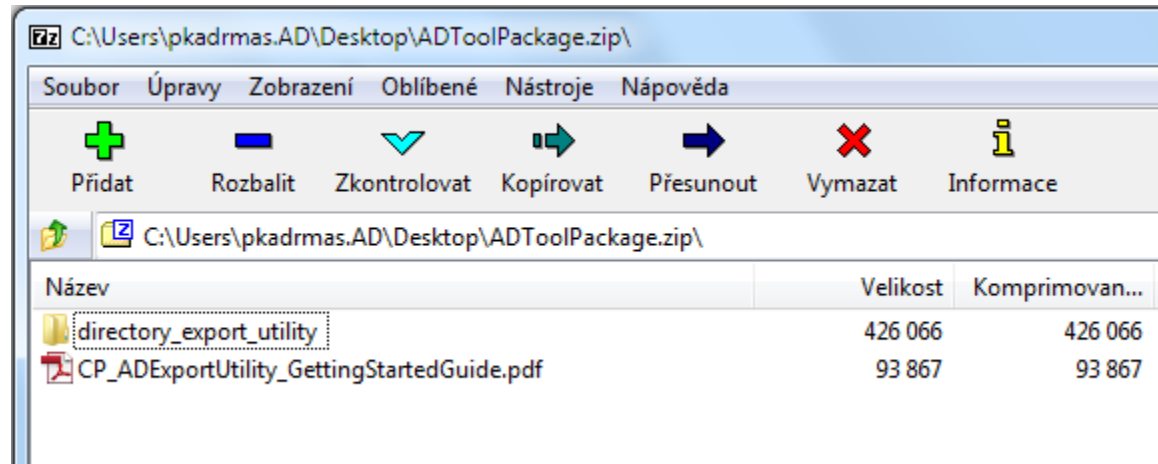 C:\Users\pkadrmas.AD\Desktop\ADToolPackage.zip\
Soubor Úpravy Zobrazení Oblíbené Nástroje Nápověda
Přidat Rozbalit Zkontrolovat Kopírovat Přesunout Vymazat Informace
C:\Users\pkadrmas.AD\Desktop\ADToolPackage.zip\
Název Velikost Komprimovan...
directory_export_utility 426 066 426 066
CP_ADExportUtility_GettingStartedGuide.pdf 93 867 93 867